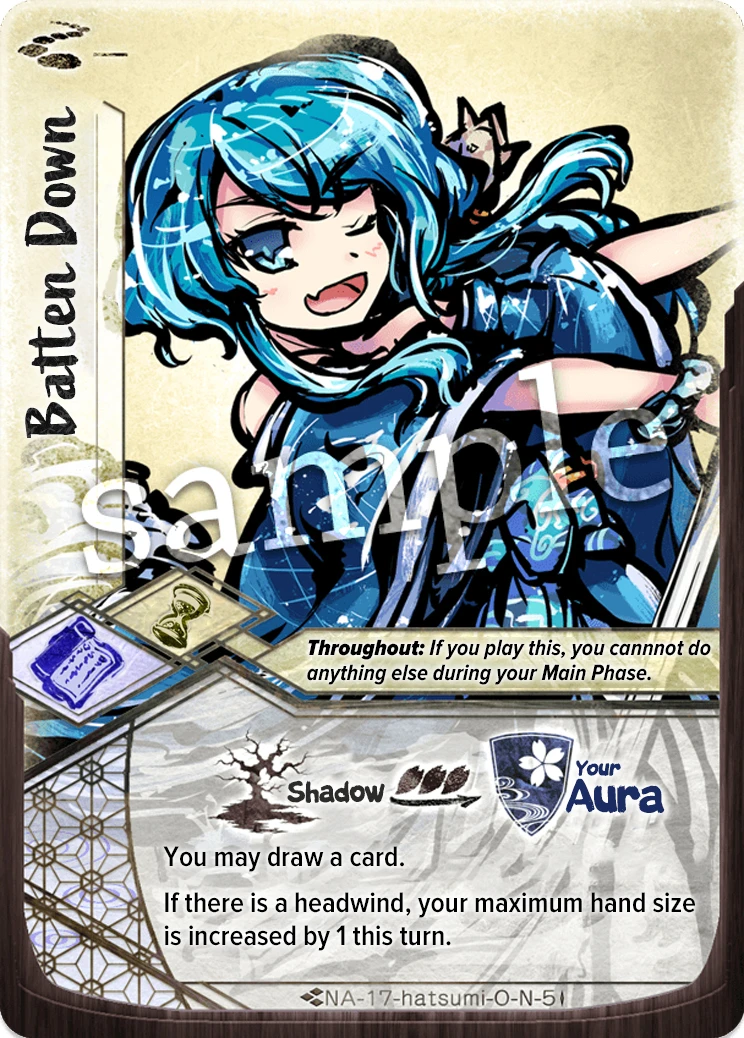 Batten Down
sample
Throughout: If you play this, you cannnot do
anything else during your Main Phase.
Shadow
Your
Aura
You may draw a card.
If there is a headwind, your maximum hand size
is increased by 1 this turn.
NA-17-hatsumi-O-N-5